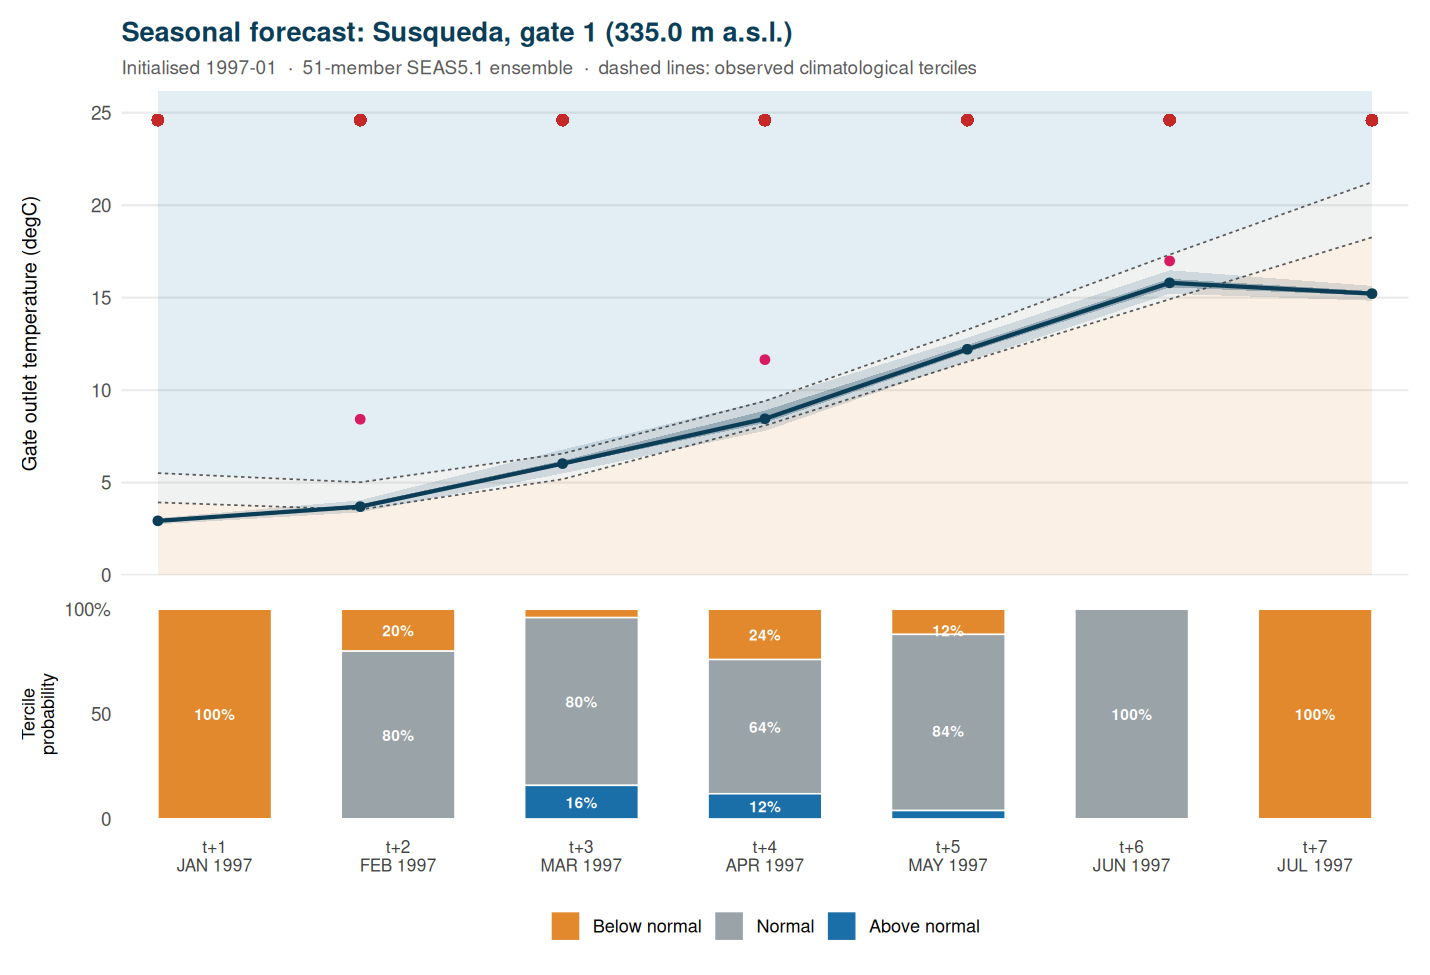 Seasonal forecast: Susqueda, gate 1 (335.0 m a.s.l.)
Initialised 1997-01 · 51-member SEAS5.1 ensemble · dashed lines: observed climatological terciles
Gate outlet temperature (degC)
25
20
15
10
5
0
Tercile
probability
100%
50
0
100%
20%
80%
80%
16%
24%
64%
12%
12%
84%
100%
100%
t+1
JAN 1997
t+2
FEB 1997
t+3
MAR 1997
t+4
APR 1997
t+5
MAY 1997
t+6
JUN 1997
t+7
JUL 1997
Below normal
Normal
Above normal